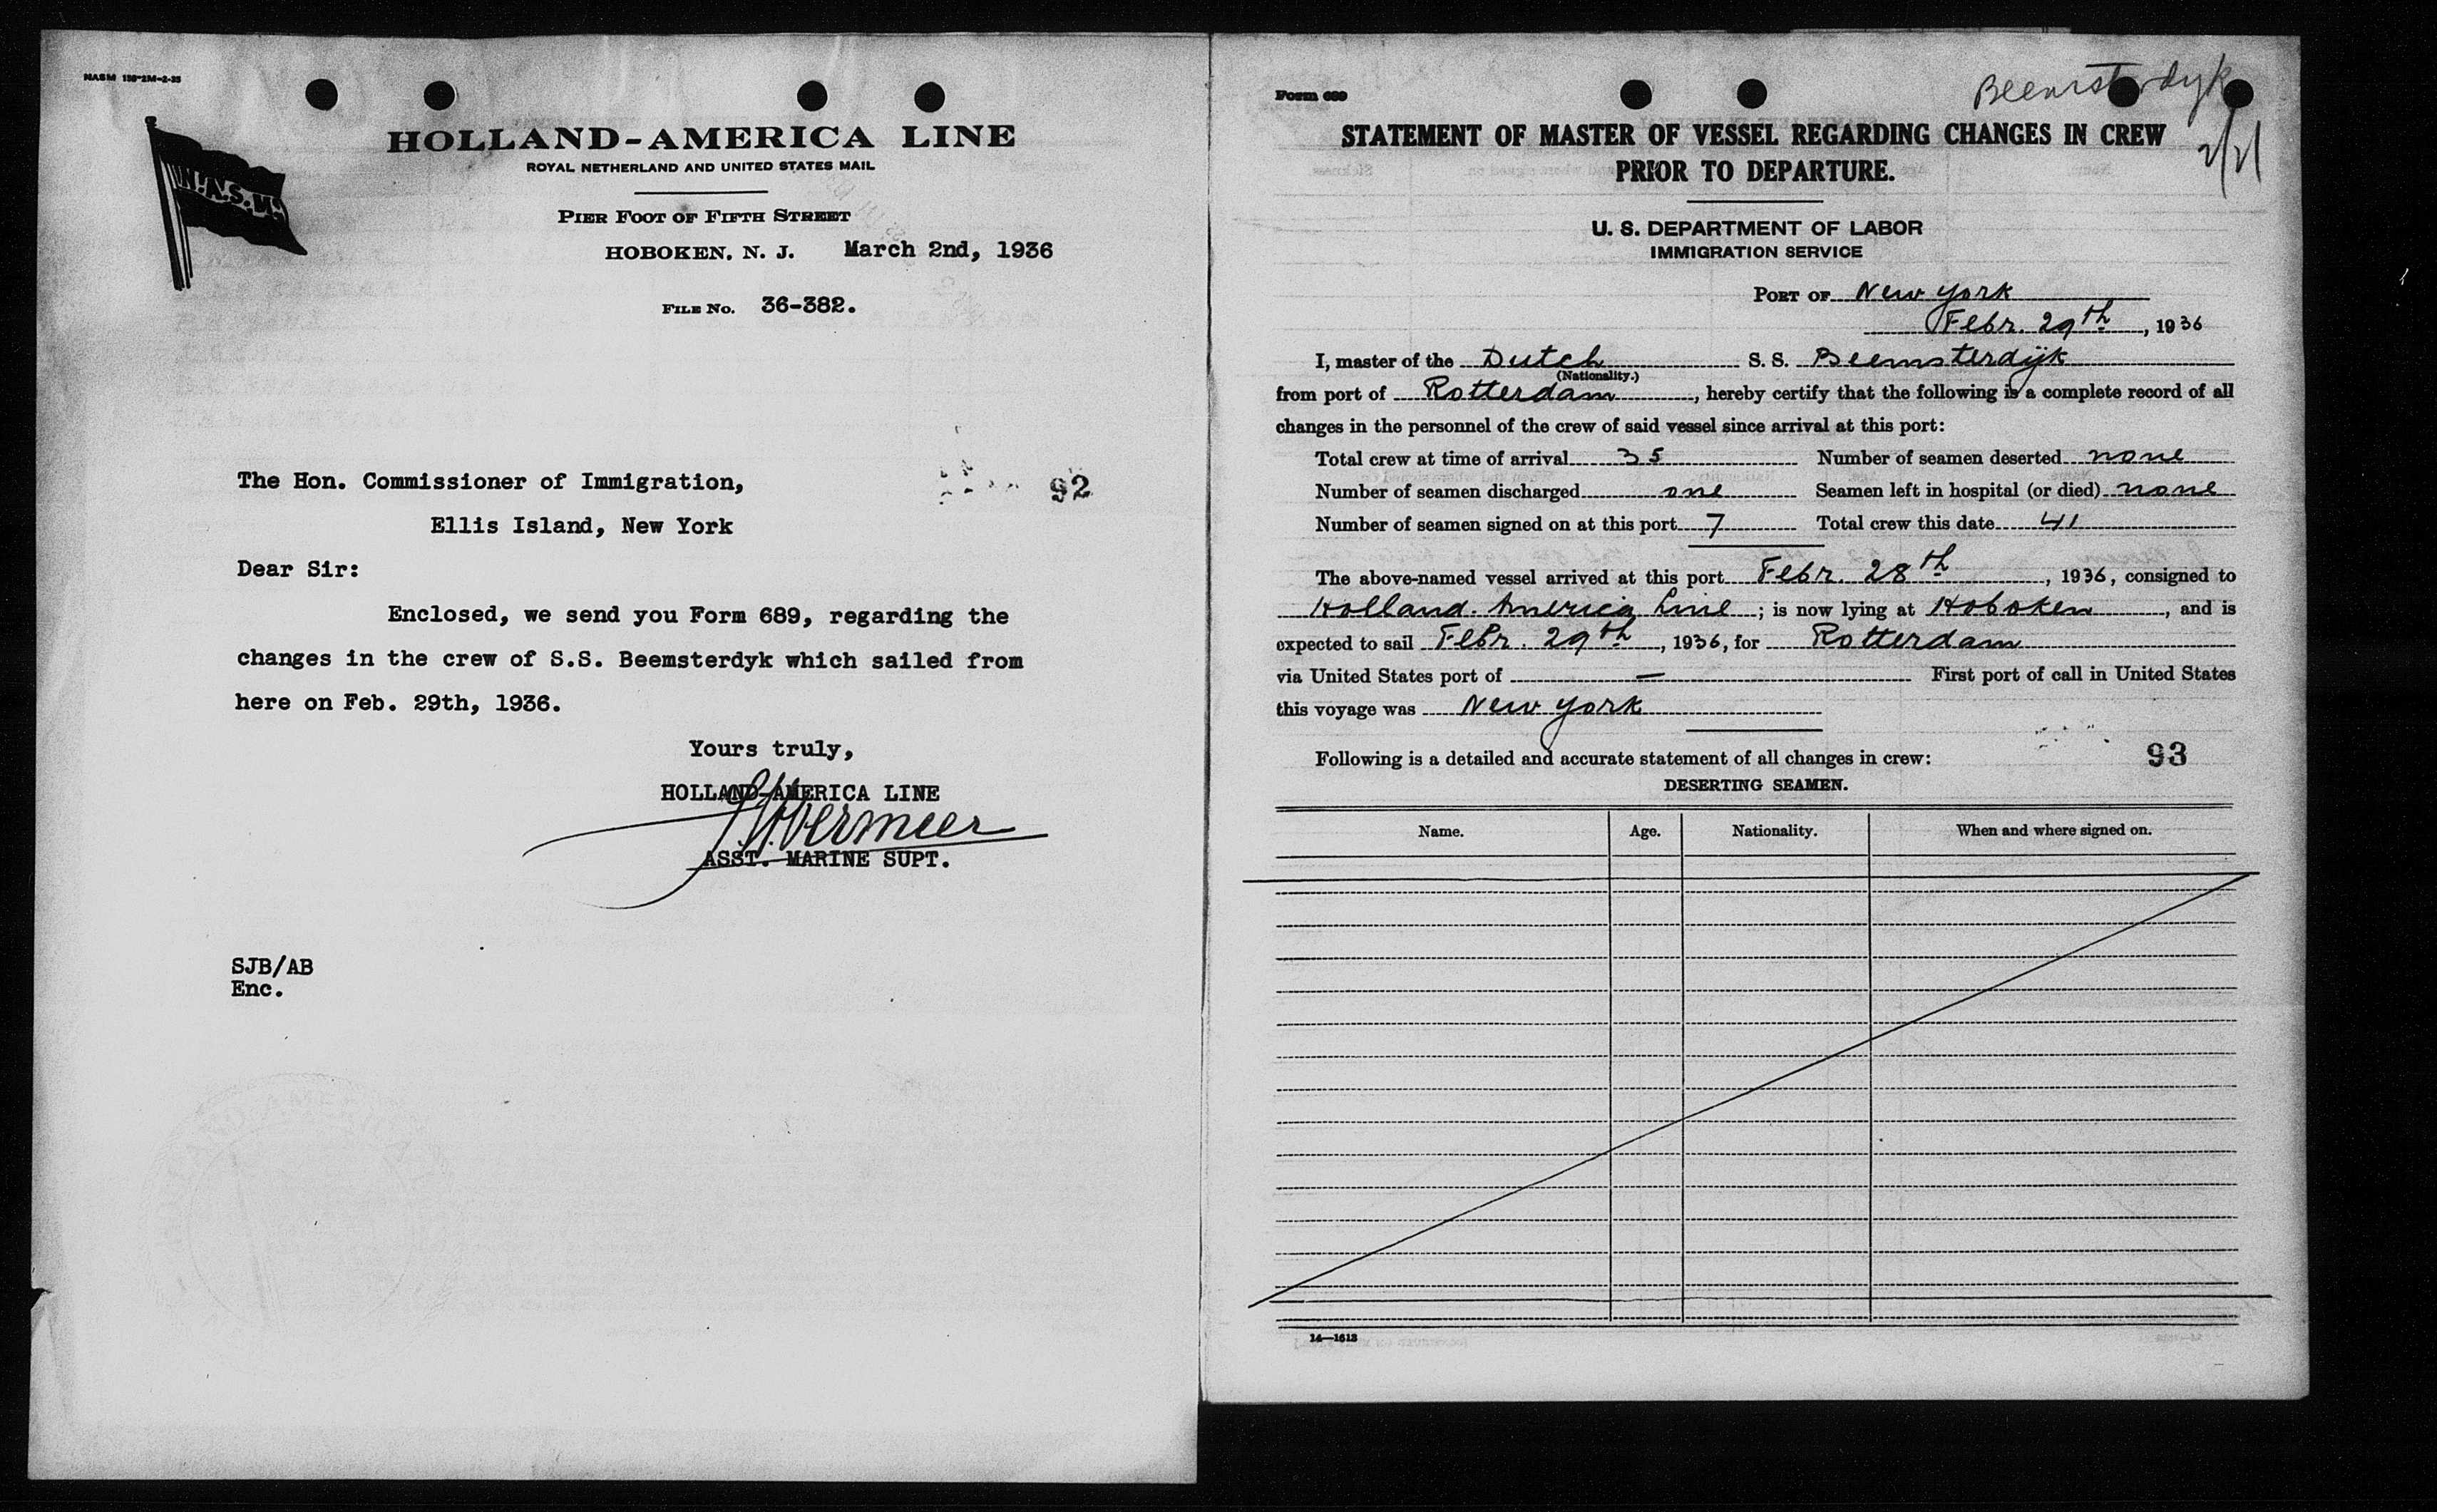 NASM 136-2M-2-35
N.A.S.M.
HOLLAND-AMERICA LINE
ROYAL NETHERLAND AND UNITED STATES MAIL
PIER FOOT OF FIFTH STREET
HOBOKEN, N. J. March 2nd, 1936
FILE NO. 36-382.
The Hon. Commissioner of Immigration,
92
Ellis Island, New York
Dear Sir:
Enclosed, we send you Form 689, regarding the
changes in the crew of S.S. Beemsterdyk which sailed from
here on Feb. 29th, 1936.
Yours truly,
HOLLAND-AMERICA LINE
Vermeer
ASST. MARINE SUPT.
SJB/AB
Enc.
Form 689
Beemsterdyk
STATEMENT OF MASTER OF VESSEL REGARDING CHANGES IN CREW
PRIOR TO DEPARTURE.
U. S. DEPARTMENT OF LABOR
IMMIGRATION SERVICE
PORT OF New York
Febr. 29th, 1936
I, master of the Dutch S. S. Beemsterdijk
(Nationality.)
from port of Rotterdam, hereby certify that the following is a complete record of all
changes in the personnel of the crew of said vessel since arrival at this port:
Total crew at time of arrival 35 Number of seamen deserted none
Number of seamen discharged one Seamen left in hospital (or died) none
Number of seamen signed on at this port 7 Total crew this date 41
The above-named vessel arrived at this port Febr. 28th, 1936, consigned to
Holland-America Line; is now lying at Hoboken, and is
expected to sail Febr. 29th, 1936, for Rotterdam
via United States port of — First port of call in United States
this voyage was New York
Following is a detailed and accurate statement of all changes in crew: 93
DESERTING SEAMEN.
Name. Age. Nationality. When and where signed on.
14—1613